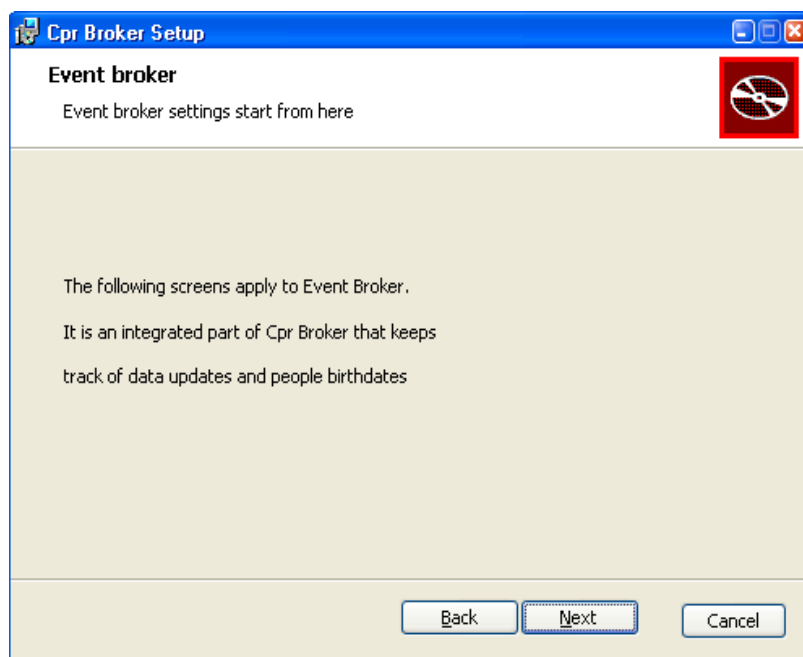 Cpr Broker Setup
Event broker
Event broker settings start from here
The following screens apply to Event Broker.
It is an integrated part of Cpr Broker that keeps
track of data updates and people birthdates
Back Next Cancel